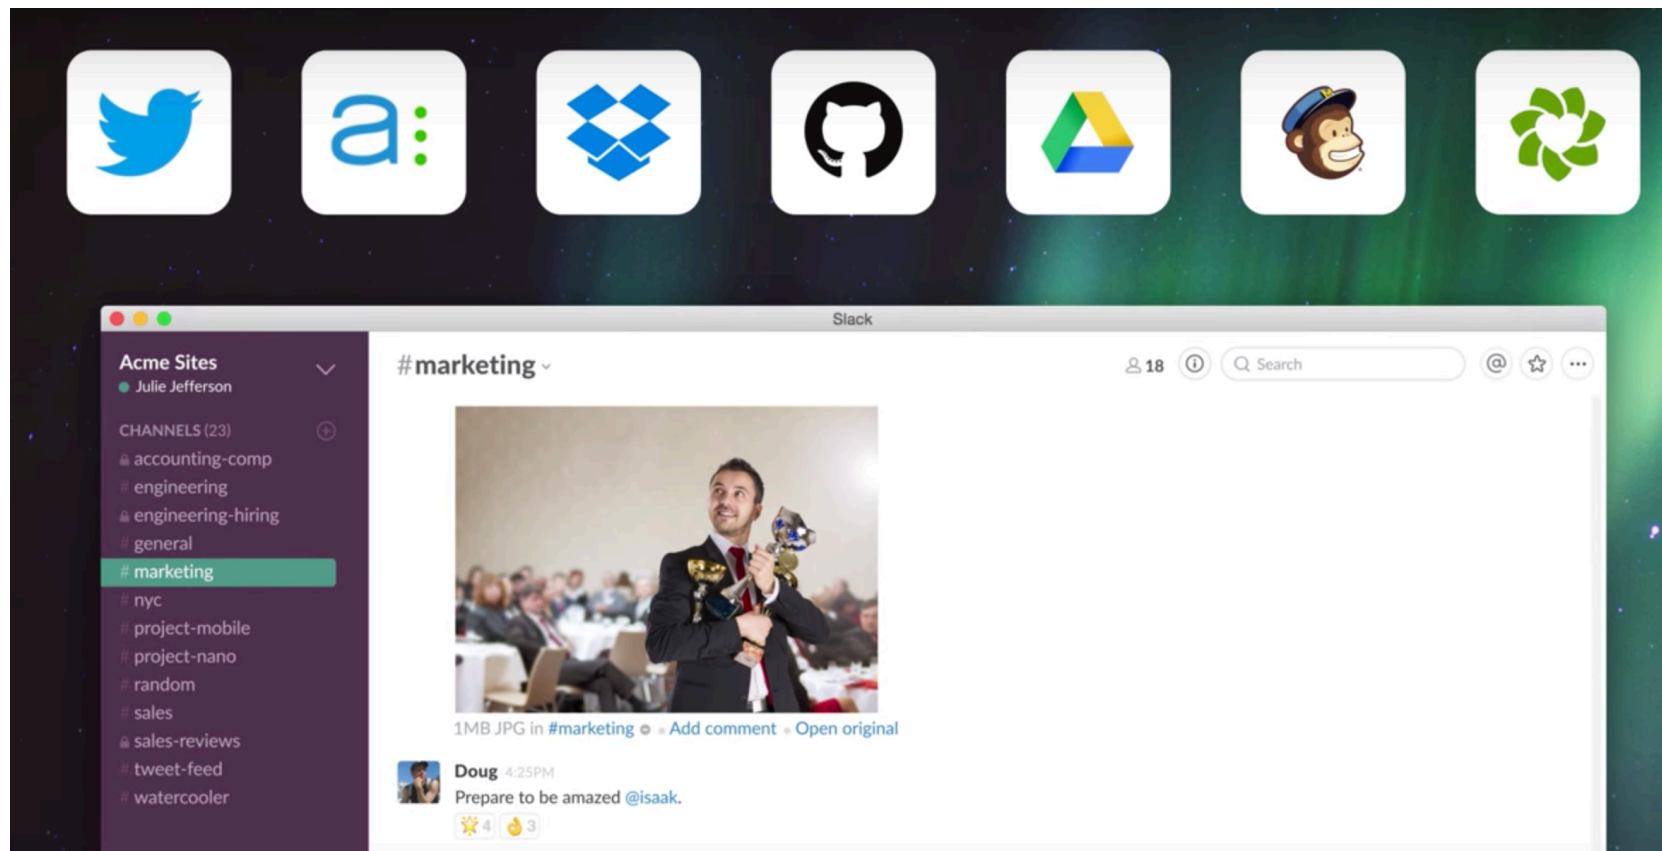 a:
Slack
Acme Sites
Julie Jefferson
CHANNELS (23)
accounting-comp
# engineering
engineering-hiring
# general
# marketing
# nyc
# project-mobile
# project-nano
# random
# sales
sales-reviews
# tweet-feed
# watercooler
#marketing
18
Search
@
1MB JPG in #marketing Add comment Open original
Doug 4:25PM
Prepare to be amazed @isaak.
4 3